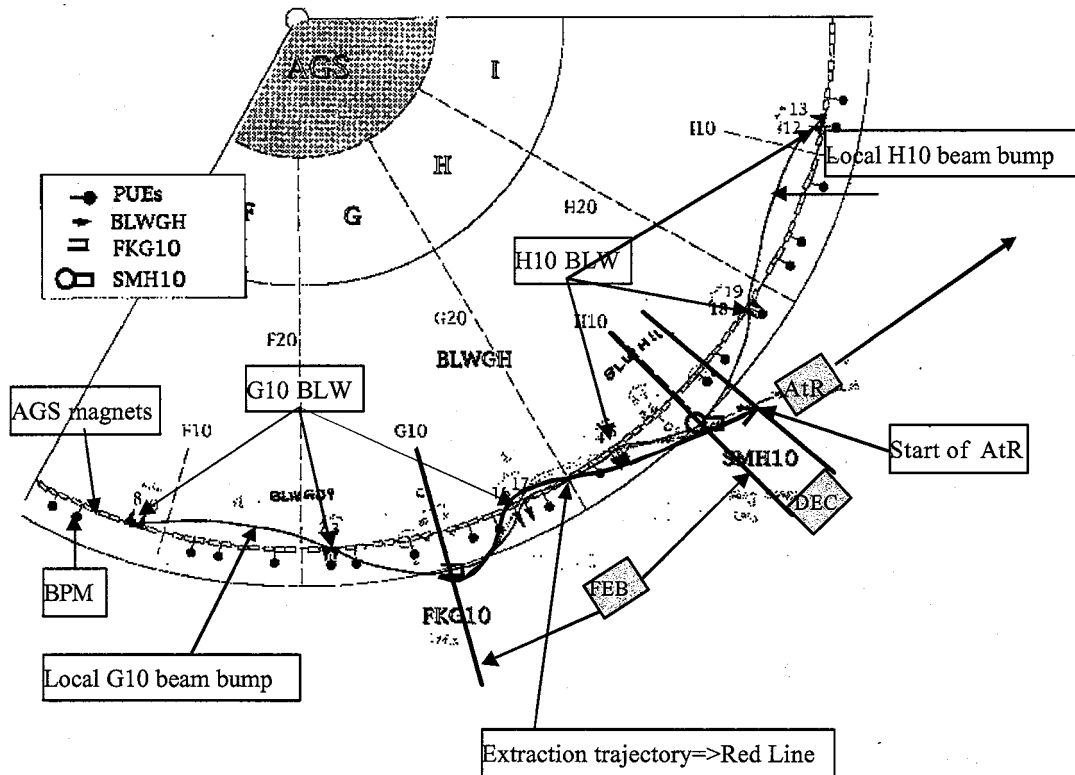 AGS
I
H
G
F
PUEs
BLWGH
FKG10
SMH10
13
12
I10
Local H10 beam bump
H20
H10 BLW
19
18
H10
G20
BLWGH
F20
G10 BLW
AtR
AGS magnets
F10
G10
Start of AtR
SMH10
DEC
17
8
BPM
FEB
FKG10
Local G10 beam bump
Extraction trajectory=>Red Line